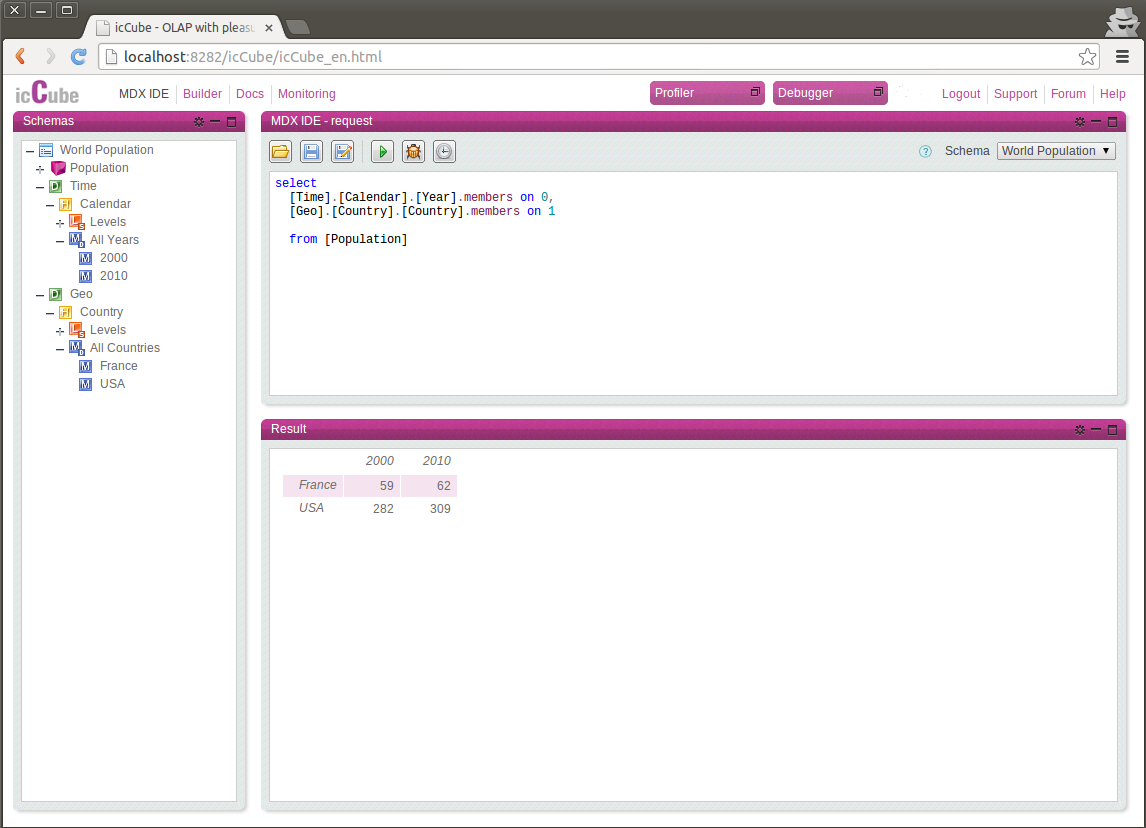 icCube - OLAP with pleasu
localhost:8282/icCube/icCube_en.html
icCube
MDX IDE Builder Docs Monitoring Profiler Debugger Logout Support Forum Help
Schemas
World Population
Population
Time
Calendar
Levels
All Years
2000
2010
Geo
Country
Levels
All Countries
France
USA
MDX IDE - request
? Schema World Population
select
[Time].[Calendar].[Year].members on 0,
[Geo].[Country].[Country].members on 1
from [Population]
Result
2000 2010
France 59 62
USA 282 309